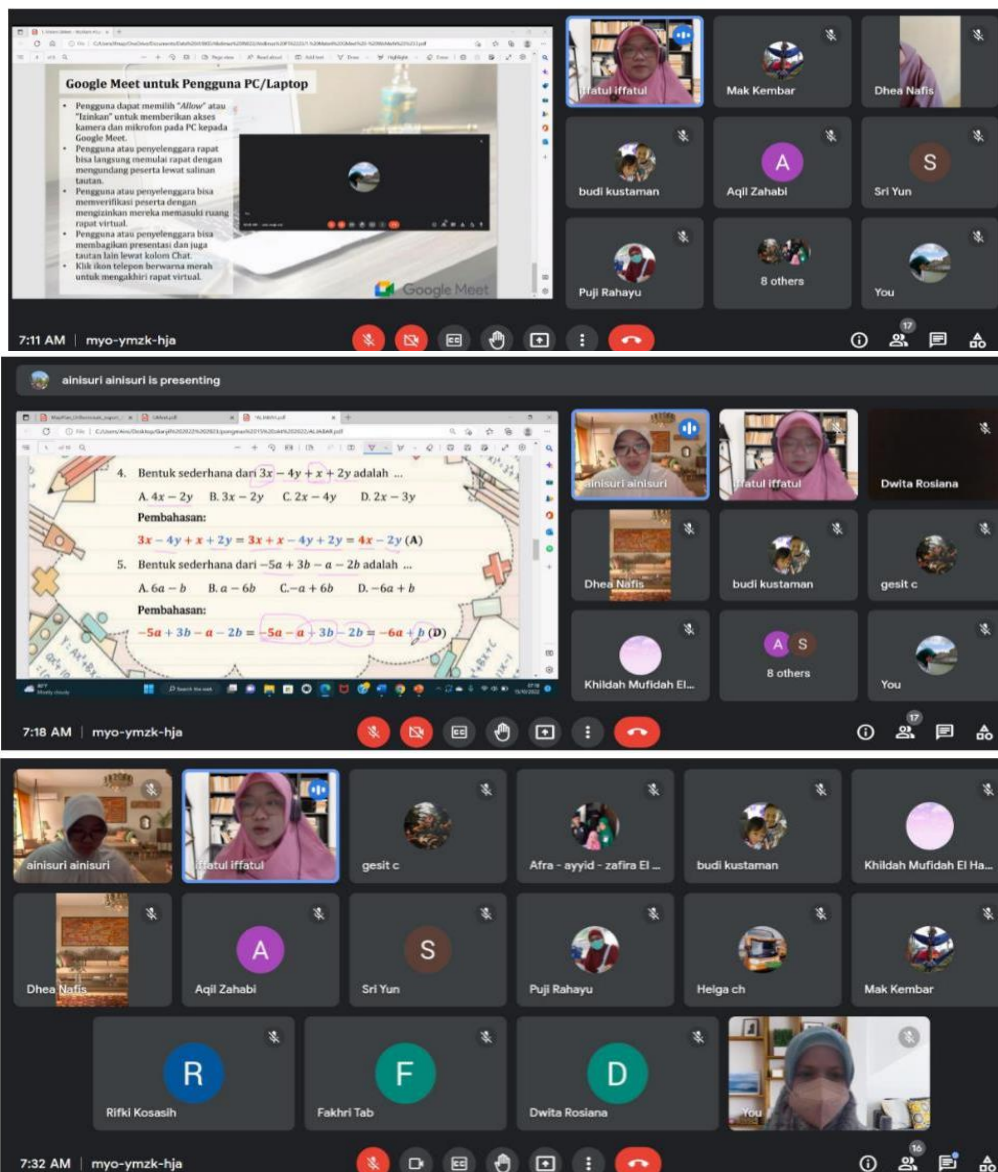 Google Meet untuk Pengguna PC/Laptop
• Pengguna dapat memilih "Allow" atau
"Izinkan" untuk memberikan akses
kamera dan mikrofon pada PC kepada
Google Meet.
• Pengguna atau penyelenggara rapat
bisa langsung memulai rapat dengan
mengundang peserta lewat salinan
tautan.
• Pengguna atau penyelenggara bisa
memverifikasi peserta dengan
mengizinkan mereka memasuki ruang
rapat virtual.
• Pengguna atau penyelenggara bisa
membagikan presentasi dan juga
tautan lain lewat kolom Chat.
• Klik ikon telepon berwarna merah
untuk mengakhiri rapat virtual.
Google Meet
iffatul iffatul
Mak Kembar
Dhea Nafis
budi kustaman
A
Aqil Zahabi
S
Sri Yun
Puji Rahayu
8 others
You
7:11 AM | myo-ymzk-hja
17
ainisuri ainisuri is presenting
4. Bentuk sederhana dari 3x − 4y + x + 2y adalah ...
A. 4x − 2y B. 3x − 2y C. 2x − 4y D. 2x − 3y
Pembahasan:
3x − 4y + x + 2y = 3x + x − 4y + 2y = 4x − 2y (A)
5. Bentuk sederhana dari −5a + 3b − a − 2b adalah ...
A. 6a − b B. a − 6b C.−a + 6b D. −6a + b
Pembahasan:
−5a + 3b − a − 2b = −5a − a + 3b − 2b = −6a + b (D)
ainisuri ainisuri
iffatul iffatul
Dwita Rosiana
Dhea Nafis
budi kustaman
gesit c
Khildah Mufidah El...
A S
8 others
You
7:18 AM | myo-ymzk-hja
17
ainisuri ainisuri
iffatul iffatul
gesit c
Afra - ayyid - zafira El ...
budi kustaman
Khildah Mufidah El Ha...
Dhea Nafis
A
Aqil Zahabi
S
Sri Yun
Puji Rahayu
Helga ch
Mak Kembar
R
Rifki Kosasih
F
Fakhri Tab
D
Dwita Rosiana
You
7:32 AM | myo-ymzk-hja
16